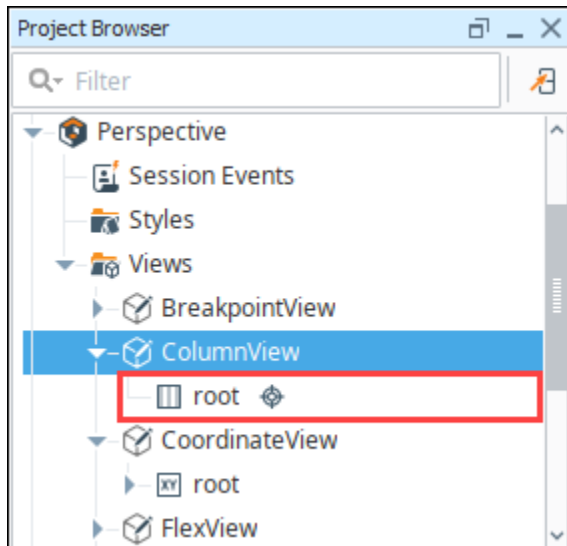 Project Browser
Filter
Perspective
Session Events
Styles
Views
BreakpointView
ColumnView
root
CoordinateView
XY root
FlexView